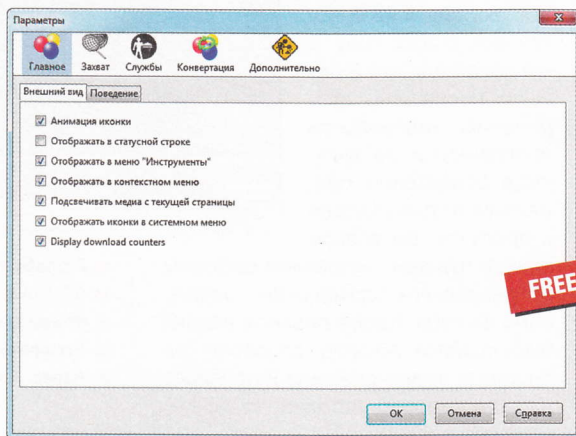 Параметры
Главное Захват Службы Конвертация Дополнительно
Внешний вид Поведение
Анимация иконки
Отображать в статусной строке
Отображать в меню "Инструменты"
Отображать в контекстном меню
Подсвечивать медиа с текущей страницы
Отображать иконки в системном меню
Display download counters
FREE
OK Отмена Справка